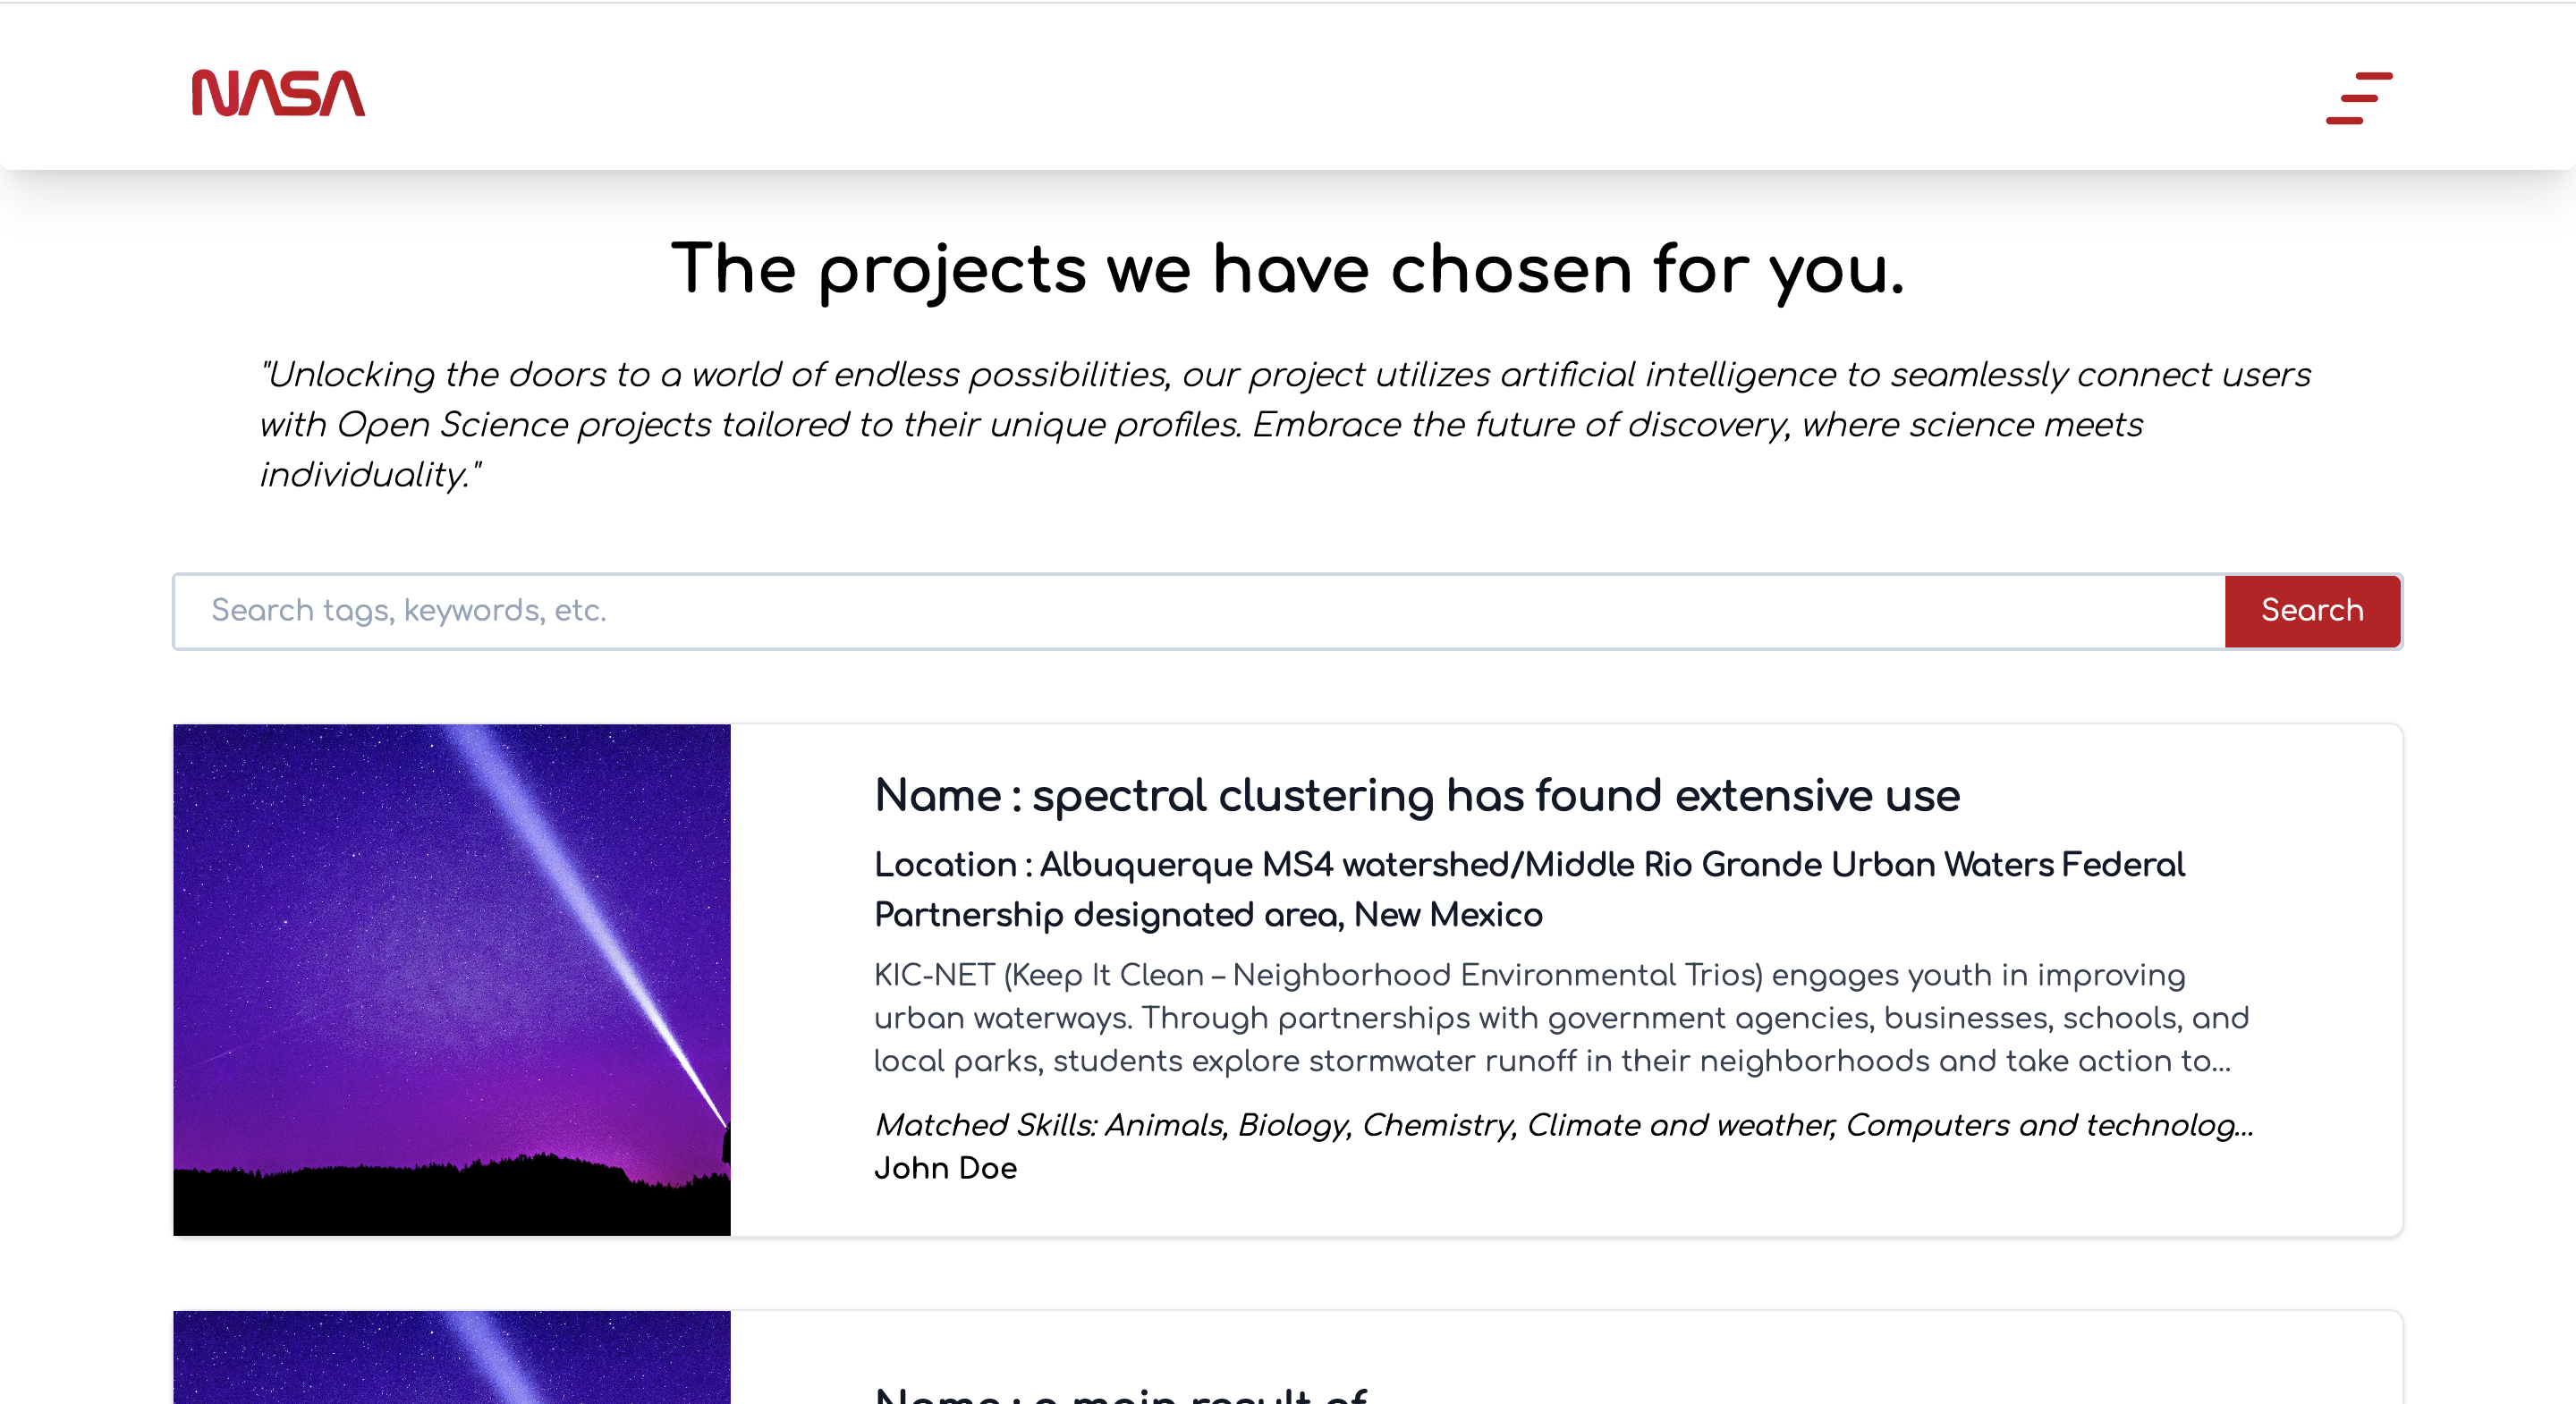 NASA
The projects we have chosen for you.
"Unlocking the doors to a world of endless possibilities, our project utilizes artificial intelligence to seamlessly connect users
with Open Science projects tailored to their unique profiles. Embrace the future of discovery, where science meets
individuality."
Search tags, keywords, etc.
Search
Name : spectral clustering has found extensive use
Location : Albuquerque MS4 watershed/Middle Rio Grande Urban Waters Federal
Partnership designated area, New Mexico
KIC-NET (Keep It Clean – Neighborhood Environmental Trios) engages youth in improving
urban waterways. Through partnerships with government agencies, businesses, schools, and
local parks, students explore stormwater runoff in their neighborhoods and take action to...
Matched Skills: Animals, Biology, Chemistry, Climate and weather, Computers and technolog...
John Doe
Name : a main result of